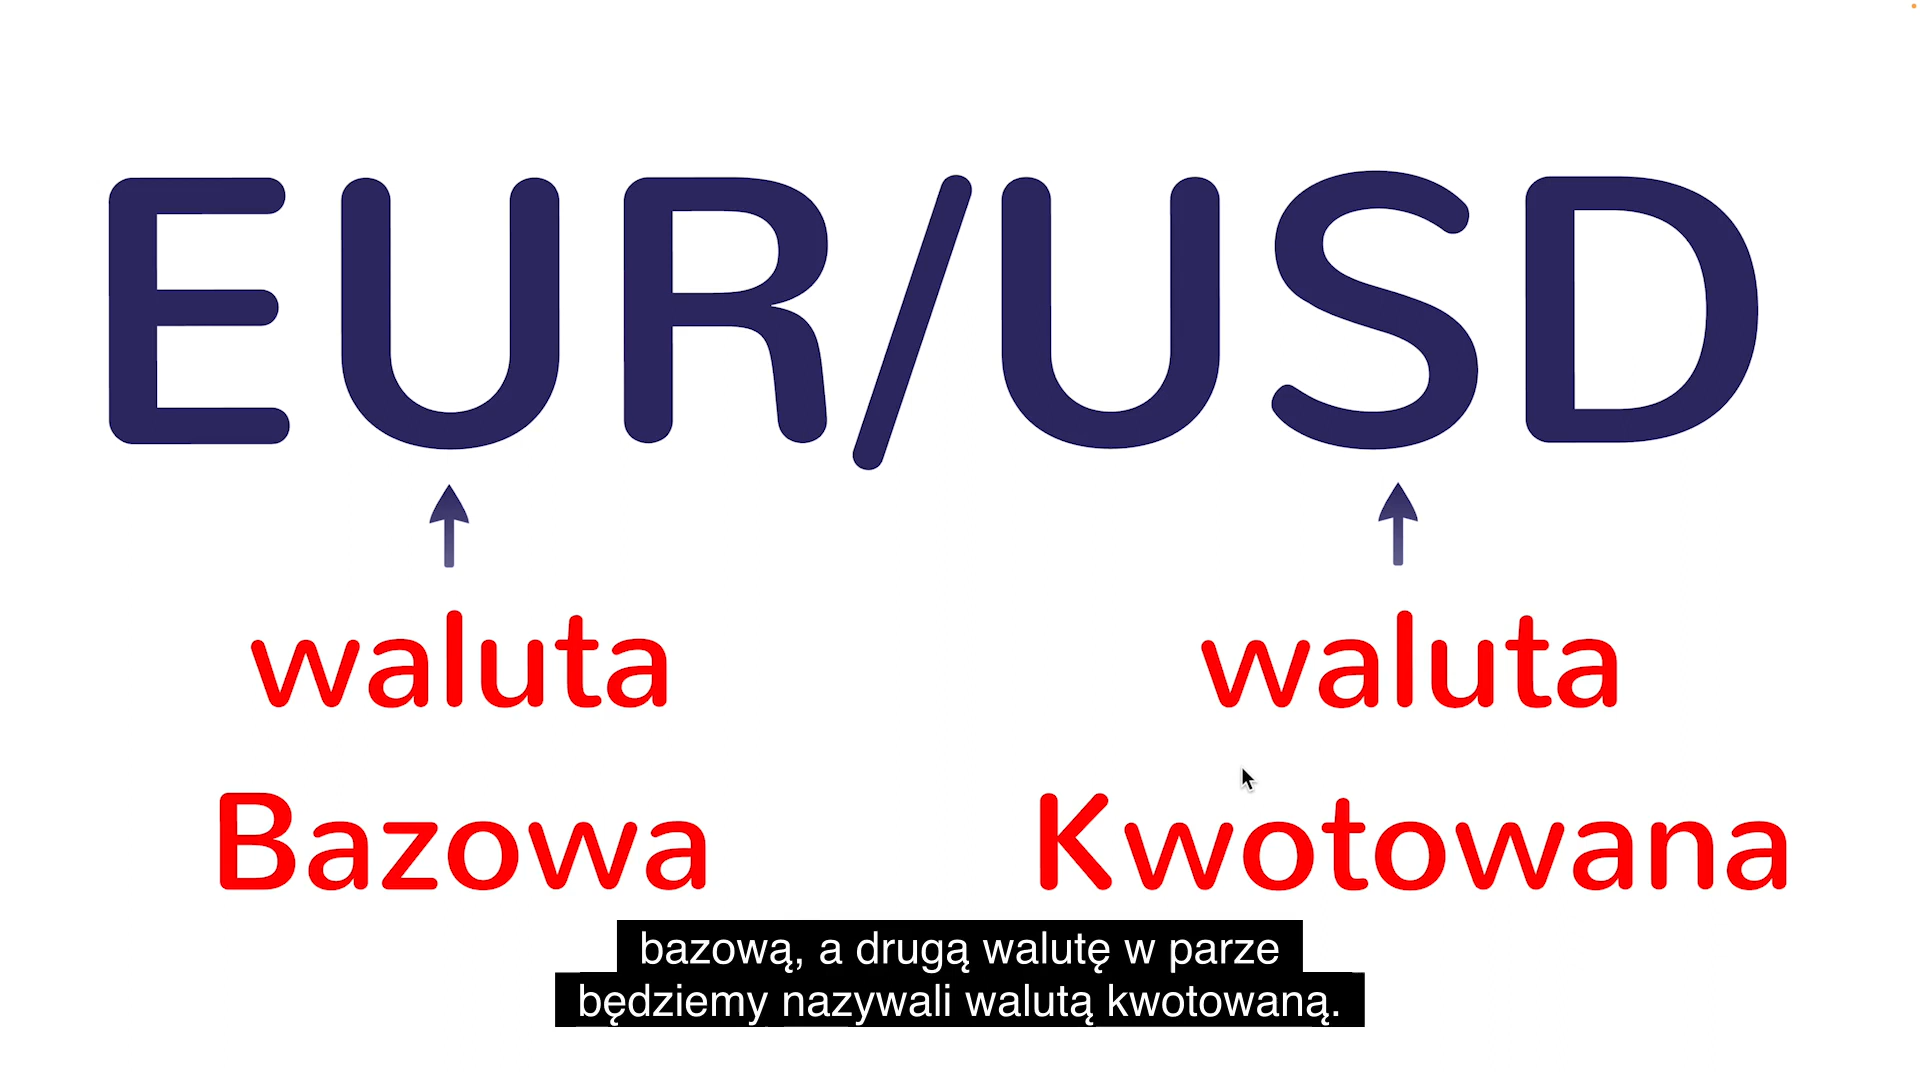 EUR/USD
waluta
Bazowa
waluta
Kwotowana
bazową, a drugą walutę w parze
będziemy nazywali walutą kwotowaną.